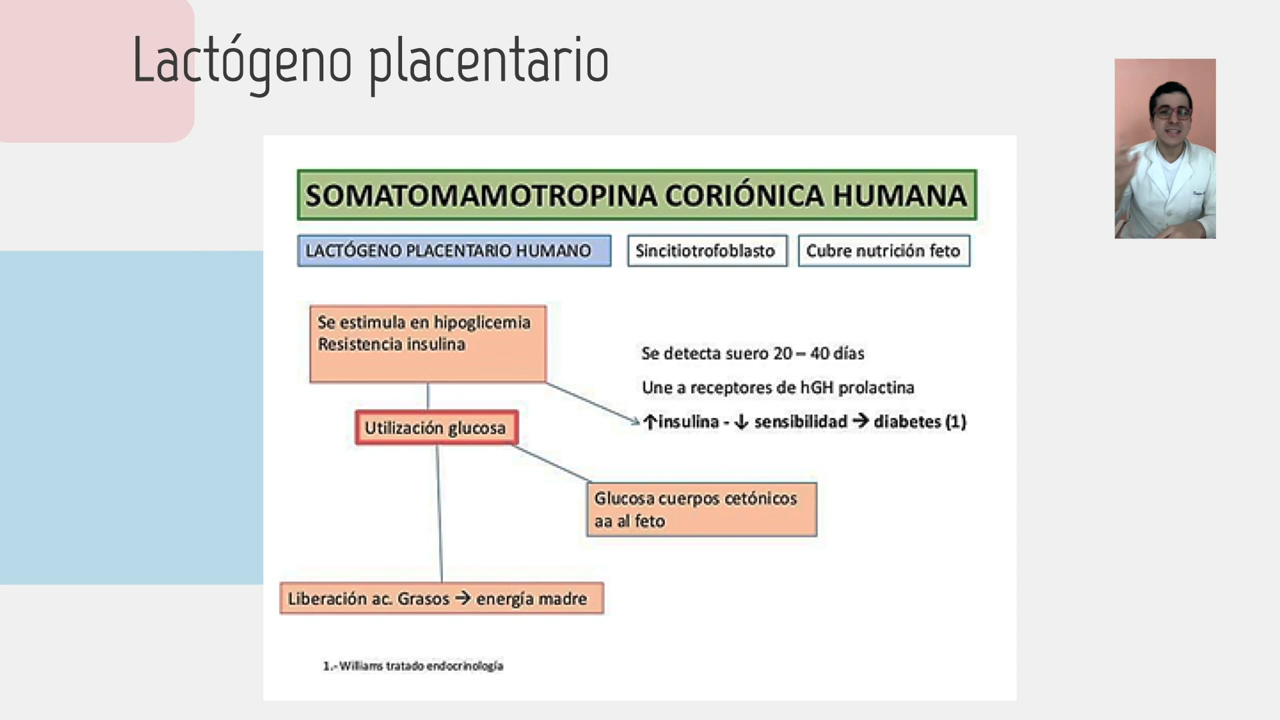 Lactógeno placentario
SOMATOMAMOTROPINA CORIÓNICA HUMANA
LACTÓGENO PLACENTARIO HUMANO
Sincitiotrofoblasto
Cubre nutrición feto
Se estimula en hipoglicemia
Resistencia insulina
Se detecta suero 20 – 40 días
Une a receptores de hGH prolactina
↑insulina - ↓ sensibilidad → diabetes (1)
Utilización glucosa
Glucosa cuerpos cetónicos
aa al feto
Liberación ac. Grasos → energía madre
1.- Williams tratado endocrinología